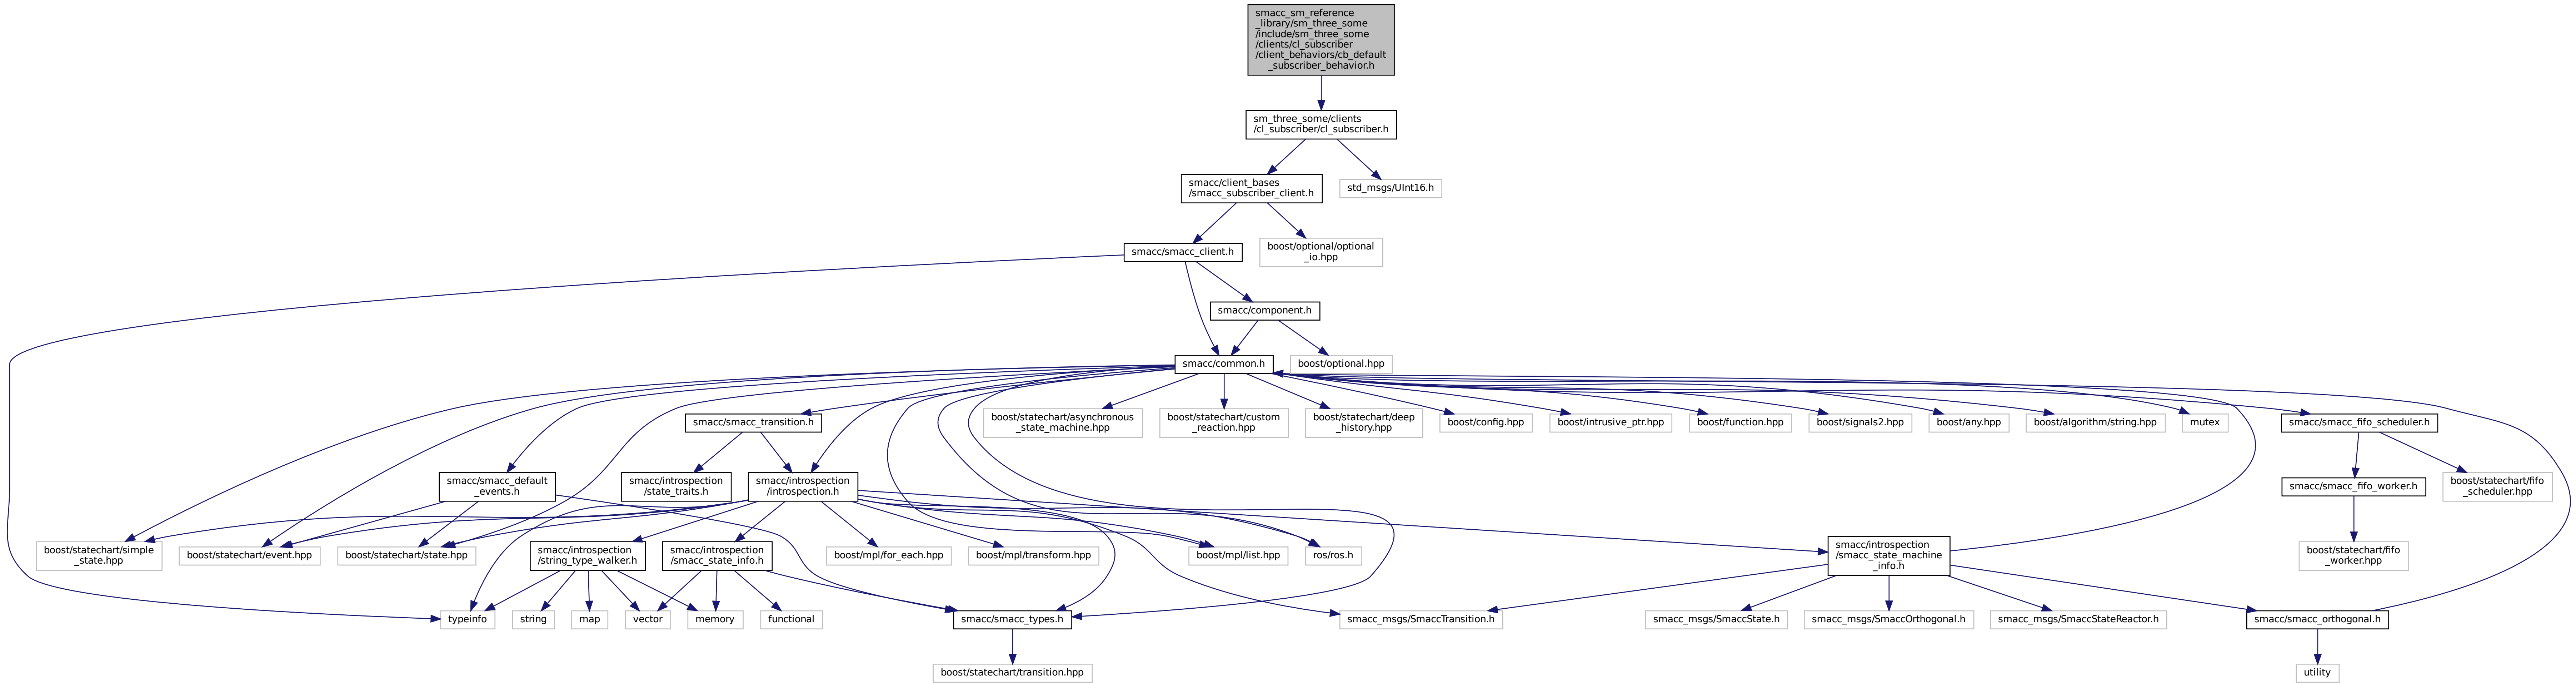 smacc_sm_reference
_library/sm_three_some
/include/sm_three_some
/clients/cl_subscriber
/client_behaviors/cb_default
_subscriber_behavior.h
sm_three_some/clients
/cl_subscriber/cl_subscriber.h
smacc/client_bases
/smacc_subscriber_client.h
std_msgs/UInt16.h
smacc/smacc_client.h
boost/optional/optional
_io.hpp
smacc/component.h
smacc/common.h
boost/optional.hpp
smacc/smacc_transition.h
boost/statechart/asynchronous
_state_machine.hpp
boost/statechart/custom
_reaction.hpp
boost/statechart/deep
_history.hpp
boost/config.hpp
boost/intrusive_ptr.hpp
boost/function.hpp
boost/signals2.hpp
boost/any.hpp
boost/algorithm/string.hpp
mutex
smacc/smacc_fifo_scheduler.h
smacc/smacc_default
_events.h
smacc/introspection
/state_traits.h
smacc/introspection
/introspection.h
smacc/smacc_fifo_worker.h
boost/statechart/fifo
_scheduler.hpp
boost/statechart/simple
_state.hpp
boost/statechart/event.hpp
boost/statechart/state.hpp
smacc/introspection
/string_type_walker.h
smacc/introspection
/smacc_state_info.h
boost/mpl/for_each.hpp
boost/mpl/transform.hpp
boost/mpl/list.hpp
ros/ros.h
smacc/introspection
/smacc_state_machine
_info.h
boost/statechart/fifo
_worker.hpp
typeinfo
string
map
vector
memory
functional
smacc/smacc_types.h
smacc_msgs/SmaccTransition.h
smacc_msgs/SmaccState.h
smacc_msgs/SmaccOrthogonal.h
smacc_msgs/SmaccStateReactor.h
smacc/smacc_orthogonal.h
boost/statechart/transition.hpp
utility